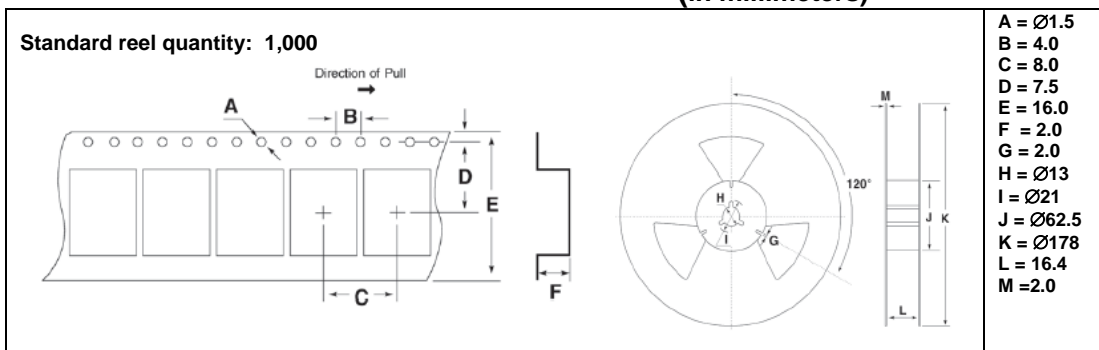 (in millimeters)
Standard reel quantity: 1,000
Direction of Pull
A
B
D
E
C
F
M
120°
H
I
G
J
K
L
A = Ø1.5
B = 4.0
C = 8.0
D = 7.5
E = 16.0
F = 2.0
G = 2.0
H = Ø13
I = Ø21
J = Ø62.5
K = Ø178
L = 16.4
M =2.0